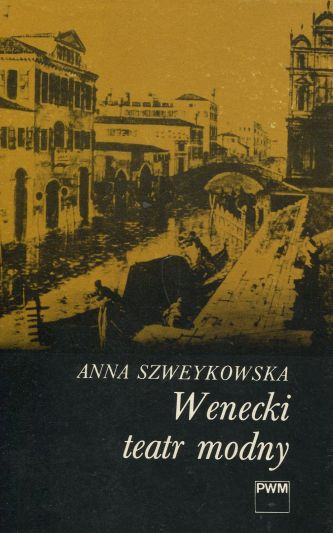 ANNA SZWEYKOWSKA
Wenecki
teatr modny
PWM